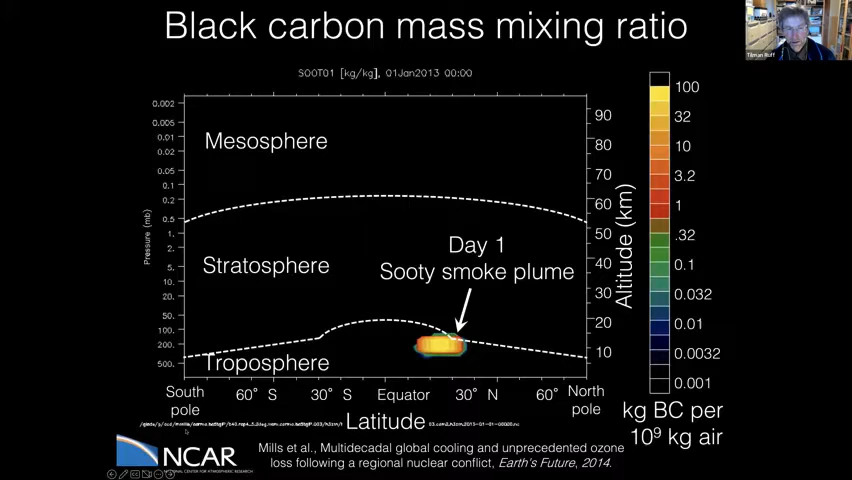 Black carbon mass mixing ratio
Tilman Ruff
SOOT01 [kg/kg], 01Jan2013 00:00
Pressure (mb)
0.002
0.005
0.01
0.02
0.05
0.1
0.2
0.5
1.
2.
5.
10.
20.
50.
100.
200.
500.
Mesosphere
Stratosphere
Troposphere
Day 1
Sooty smoke plume
90
80
70
60
50
40
30
20
10
Altitude (km)
100
32
10
3.2
1
.32
0.1
0.032
0.01
0.0032
0.001
kg BC per
10⁹ kg air
South pole
60° S
30° S
Equator
30° N
60°
North pole
Latitude
NCAR
NATIONAL CENTER FOR ATMOSPHERIC RESEARCH
Mills et al., Multidecadal global cooling and unprecedented ozone
loss following a regional nuclear conflict, Earth's Future, 2014.